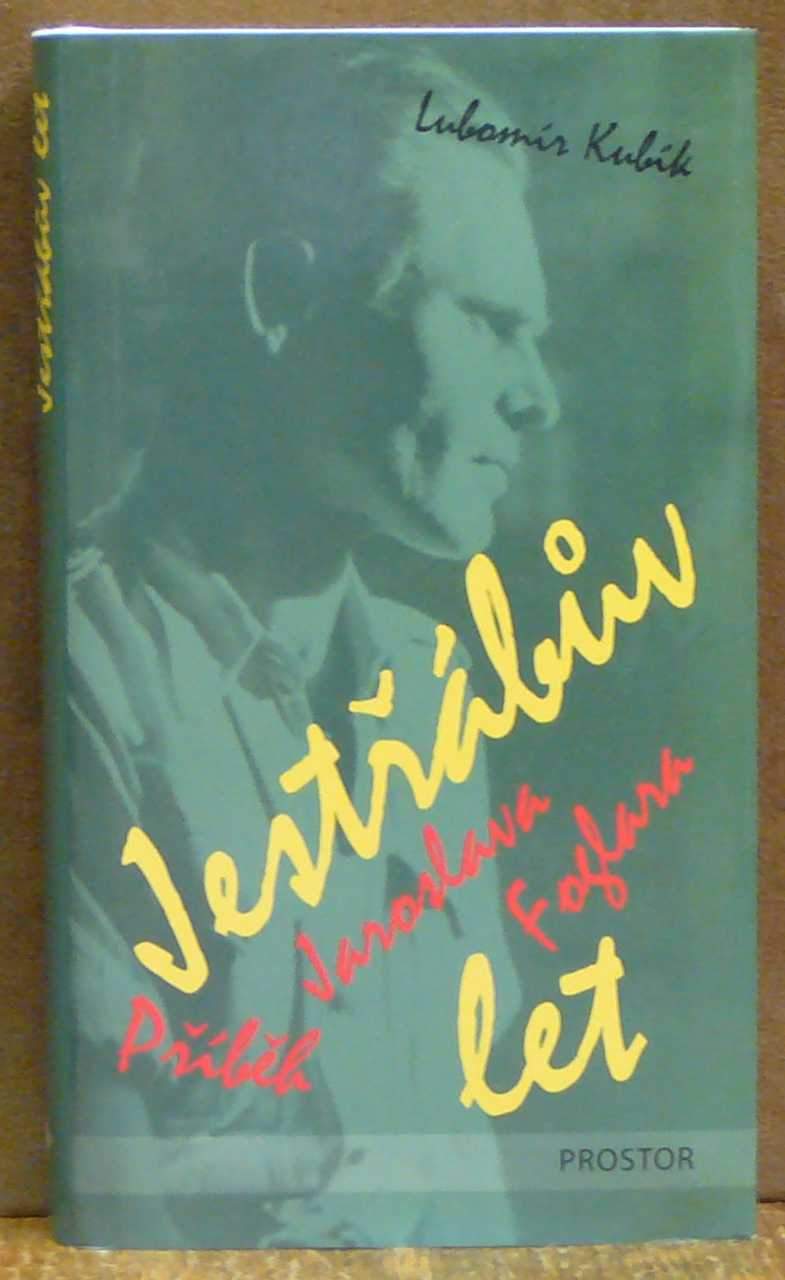 Lubomír Kubík
Jestřábův
Příběh Jaroslava Foglara
let
PROSTOR
Jestřábův let